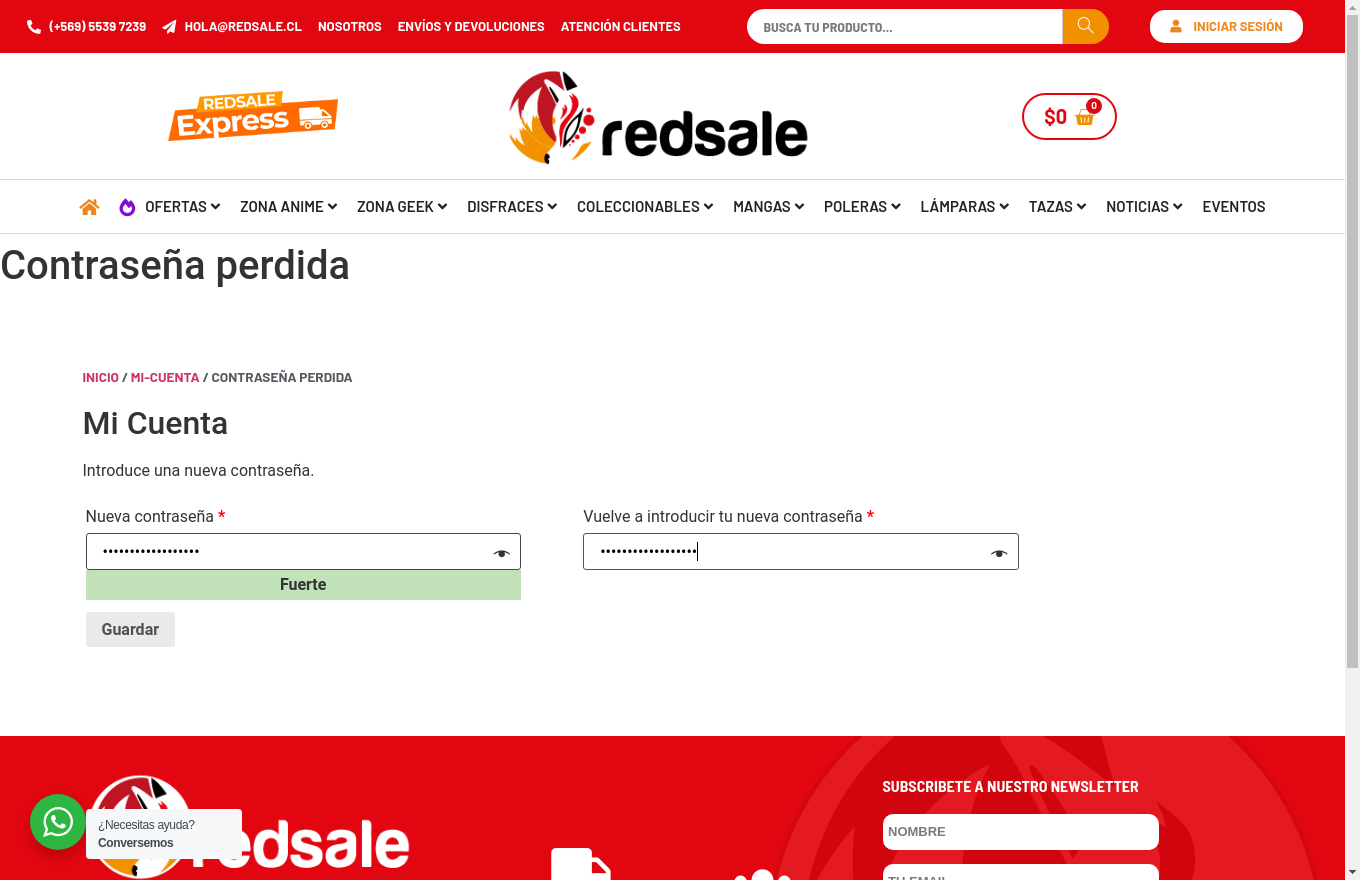 (+569) 5539 7239 HOLA@REDSALE.CL NOSOTROS ENVÍOS Y DEVOLUCIONES ATENCIÓN CLIENTES BUSCA TU PRODUCTO... INICIAR SESIÓN
REDSALE
Express
redsale
$0 0
OFERTAS ZONA ANIME ZONA GEEK DISFRACES COLECCIONABLES MANGAS POLERAS LÁMPARAS TAZAS NOTICIAS EVENTOS
Contraseña perdida
INICIO / MI-CUENTA / CONTRASEÑA PERDIDA
Mi Cuenta
Introduce una nueva contraseña.
Nueva contraseña * Vuelve a introducir tu nueva contraseña *
•••••••••••••••••• ••••••••••••••••••
Fuerte
Guardar
SUBSCRIBETE A NUESTRO NEWSLETTER
NOMBRE
¿Necesitas ayuda?
Conversemos
redsale
TU EMAIL